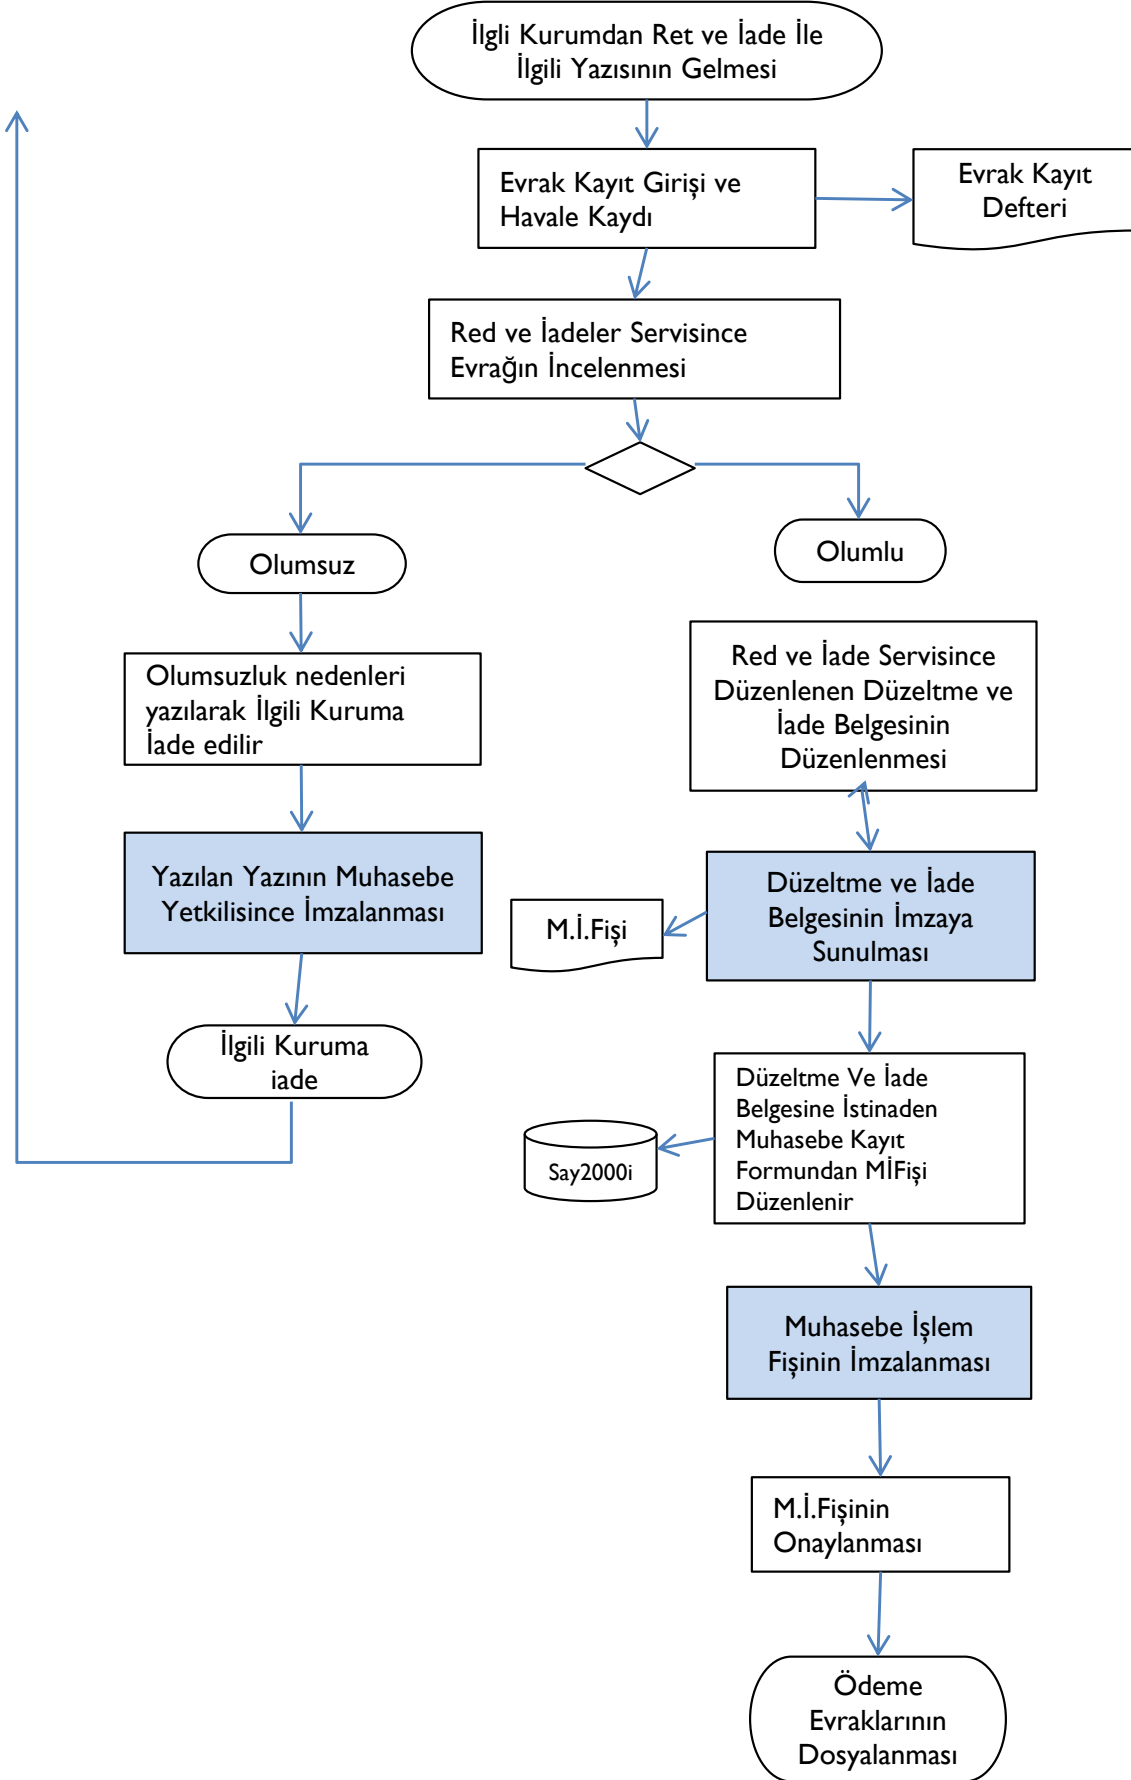 İlgli Kurumdan Ret ve İade İle
İlgili Yazısının Gelmesi
Evrak Kayıt Girişi ve
Havale Kaydı
Evrak Kayıt
Defteri
Red ve İadeler Servisince
Evrağın İncelenmesi
Olumsuz
Olumlu
Olumsuzluk nedenleri
yazılarak İlgili Kuruma
İade edilir
Red ve İade Servisince
Düzenlenen Düzeltme ve
İade Belgesinin
Düzenlenmesi
Yazılan Yazının Muhasebe
Yetkilisince İmzalanması
M.İ.Fişi
Düzeltme ve İade
Belgesinin İmzaya
Sunulması
İlgili Kuruma
iade
Say2000i
Düzeltme Ve İade
Belgesine İstinaden
Muhasebe Kayıt
Formundan MİFişi
Düzenlenir
Muhasebe İşlem
Fişinin İmzalanması
M.İ.Fişinin
Onaylanması
Ödeme
Evraklarının
Dosyalanması